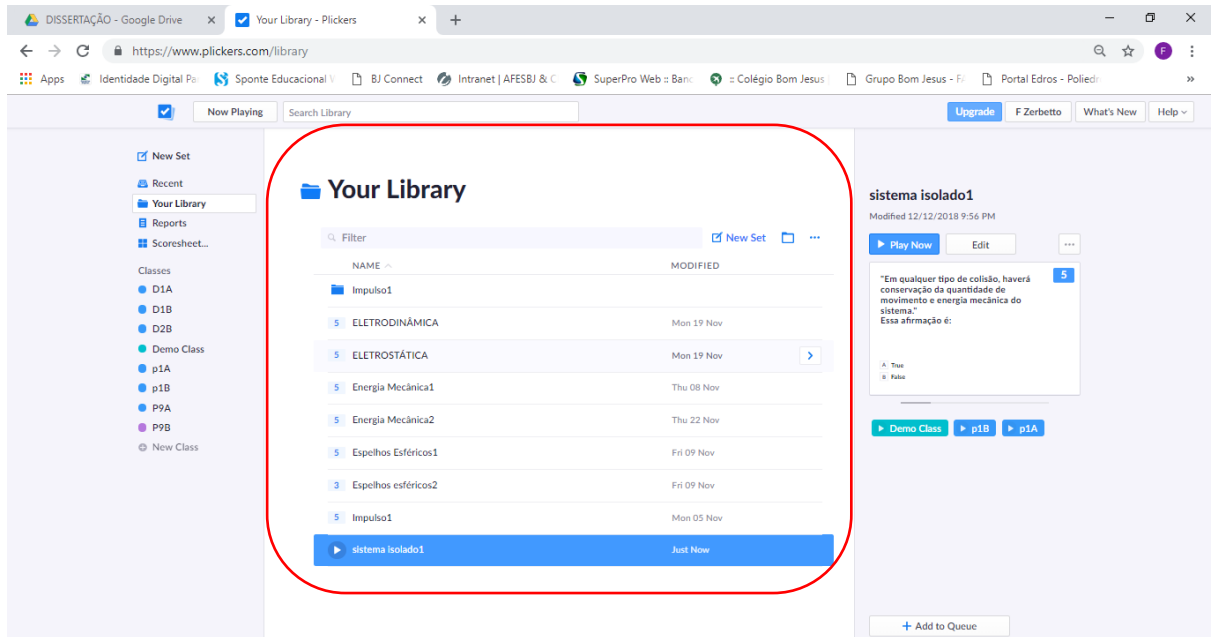 DISSERTAÇÃO - Google Drive
Your Library - Plickers
https://www.plickers.com/library
F
Apps
Identidade Digital Pa
Sponte Educacional
BJ Connect
Intranet | AFESBJ & C
SuperPro Web :: Banc
:: Colégio Bom Jesus
Grupo Bom Jesus - F
Portal Edros - Poliedr
Now Playing
Search Library
Upgrade
F Zerbetto
What's New
Help
New Set
Recent
Your Library
Reports
Scoresheet...
Classes
D1A
D1B
D2B
Demo Class
p1A
p1B
P9A
P9B
New Class
Your Library
Filter
New Set
NAME
MODIFIED
Impulso1
5 ELETRODINÂMICA Mon 19 Nov
5 ELETROSTÁTICA Mon 19 Nov
5 Energia Mecânica1 Thu 08 Nov
5 Energia Mecânica2 Thu 22 Nov
5 Espelhos Esféricos1 Fri 09 Nov
3 Espelhos esféricos2 Fri 09 Nov
5 Impulso1 Mon 05 Nov
sistema isolado1 Just Now
sistema isolado1
Modified 12/12/2018 9:56 PM
Play Now
Edit
5
"Em qualquer tipo de colisão, haverá
conservação da quantidade de
movimento e energia mecânica do
sistema."
Essa afirmação é:
A True
B False
Demo Class
p1B
p1A
+ Add to Queue